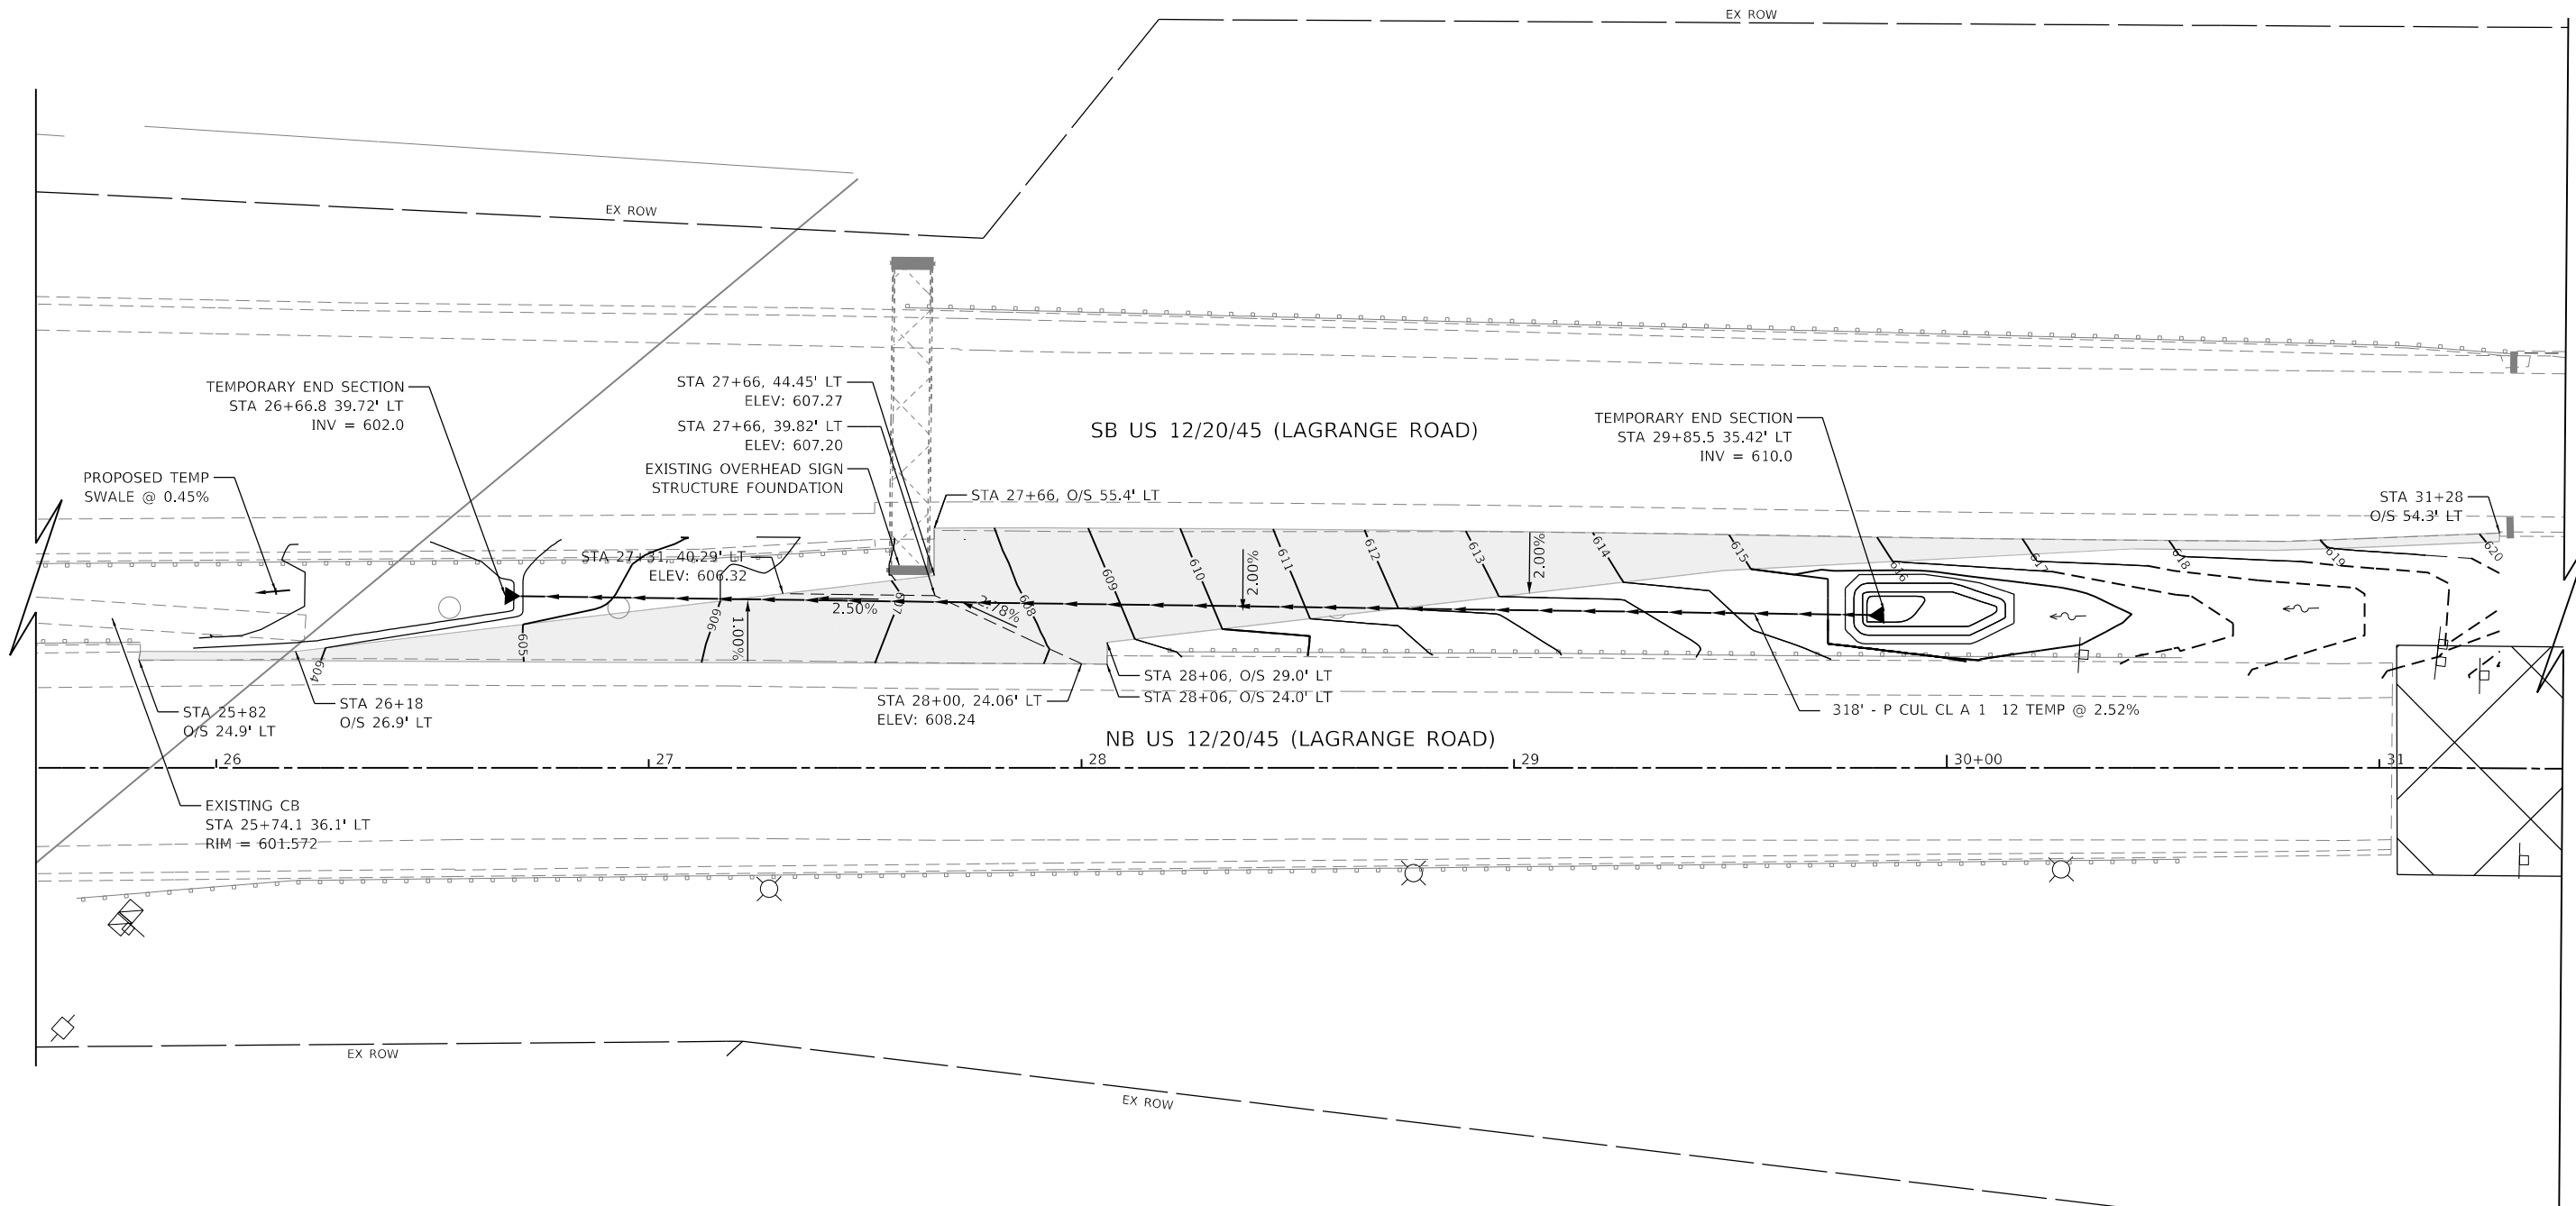 EX ROW
EX ROW
TEMPORARY END SECTION
STA 26+66.8 39.72' LT
INV = 602.0
STA 27+66, 44.45' LT
ELEV: 607.27
STA 27+66, 39.82' LT
ELEV: 607.20
EXISTING OVERHEAD SIGN
STRUCTURE FOUNDATION
SB US 12/20/45 (LAGRANGE ROAD)
TEMPORARY END SECTION
STA 29+85.5 35.42' LT
INV = 610.0
PROPOSED TEMP
SWALE @ 0.45%
STA 27+66, O/S 55.4' LT
STA 31+28
O/S 54.3' LT
STA 27+31, 40.29' LT
ELEV: 606.32
604
605
606
607
608
609
610
611
612
613
614
615
616
617
618
619
620
1.00%
2.50%
2.78%
2.00%
2.00%
STA 25+82
O/S 24.9' LT
STA 26+18
O/S 26.9' LT
STA 28+00, 24.06' LT
ELEV: 608.24
STA 28+06, O/S 29.0' LT
STA 28+06, O/S 24.0' LT
318' - P CUL CL A 1 12 TEMP @ 2.52%
NB US 12/20/45 (LAGRANGE ROAD)
26
27
28
29
30+00
31
EXISTING CB
STA 25+74.1 36.1' LT
RIM = 601.572
EX ROW
EX ROW